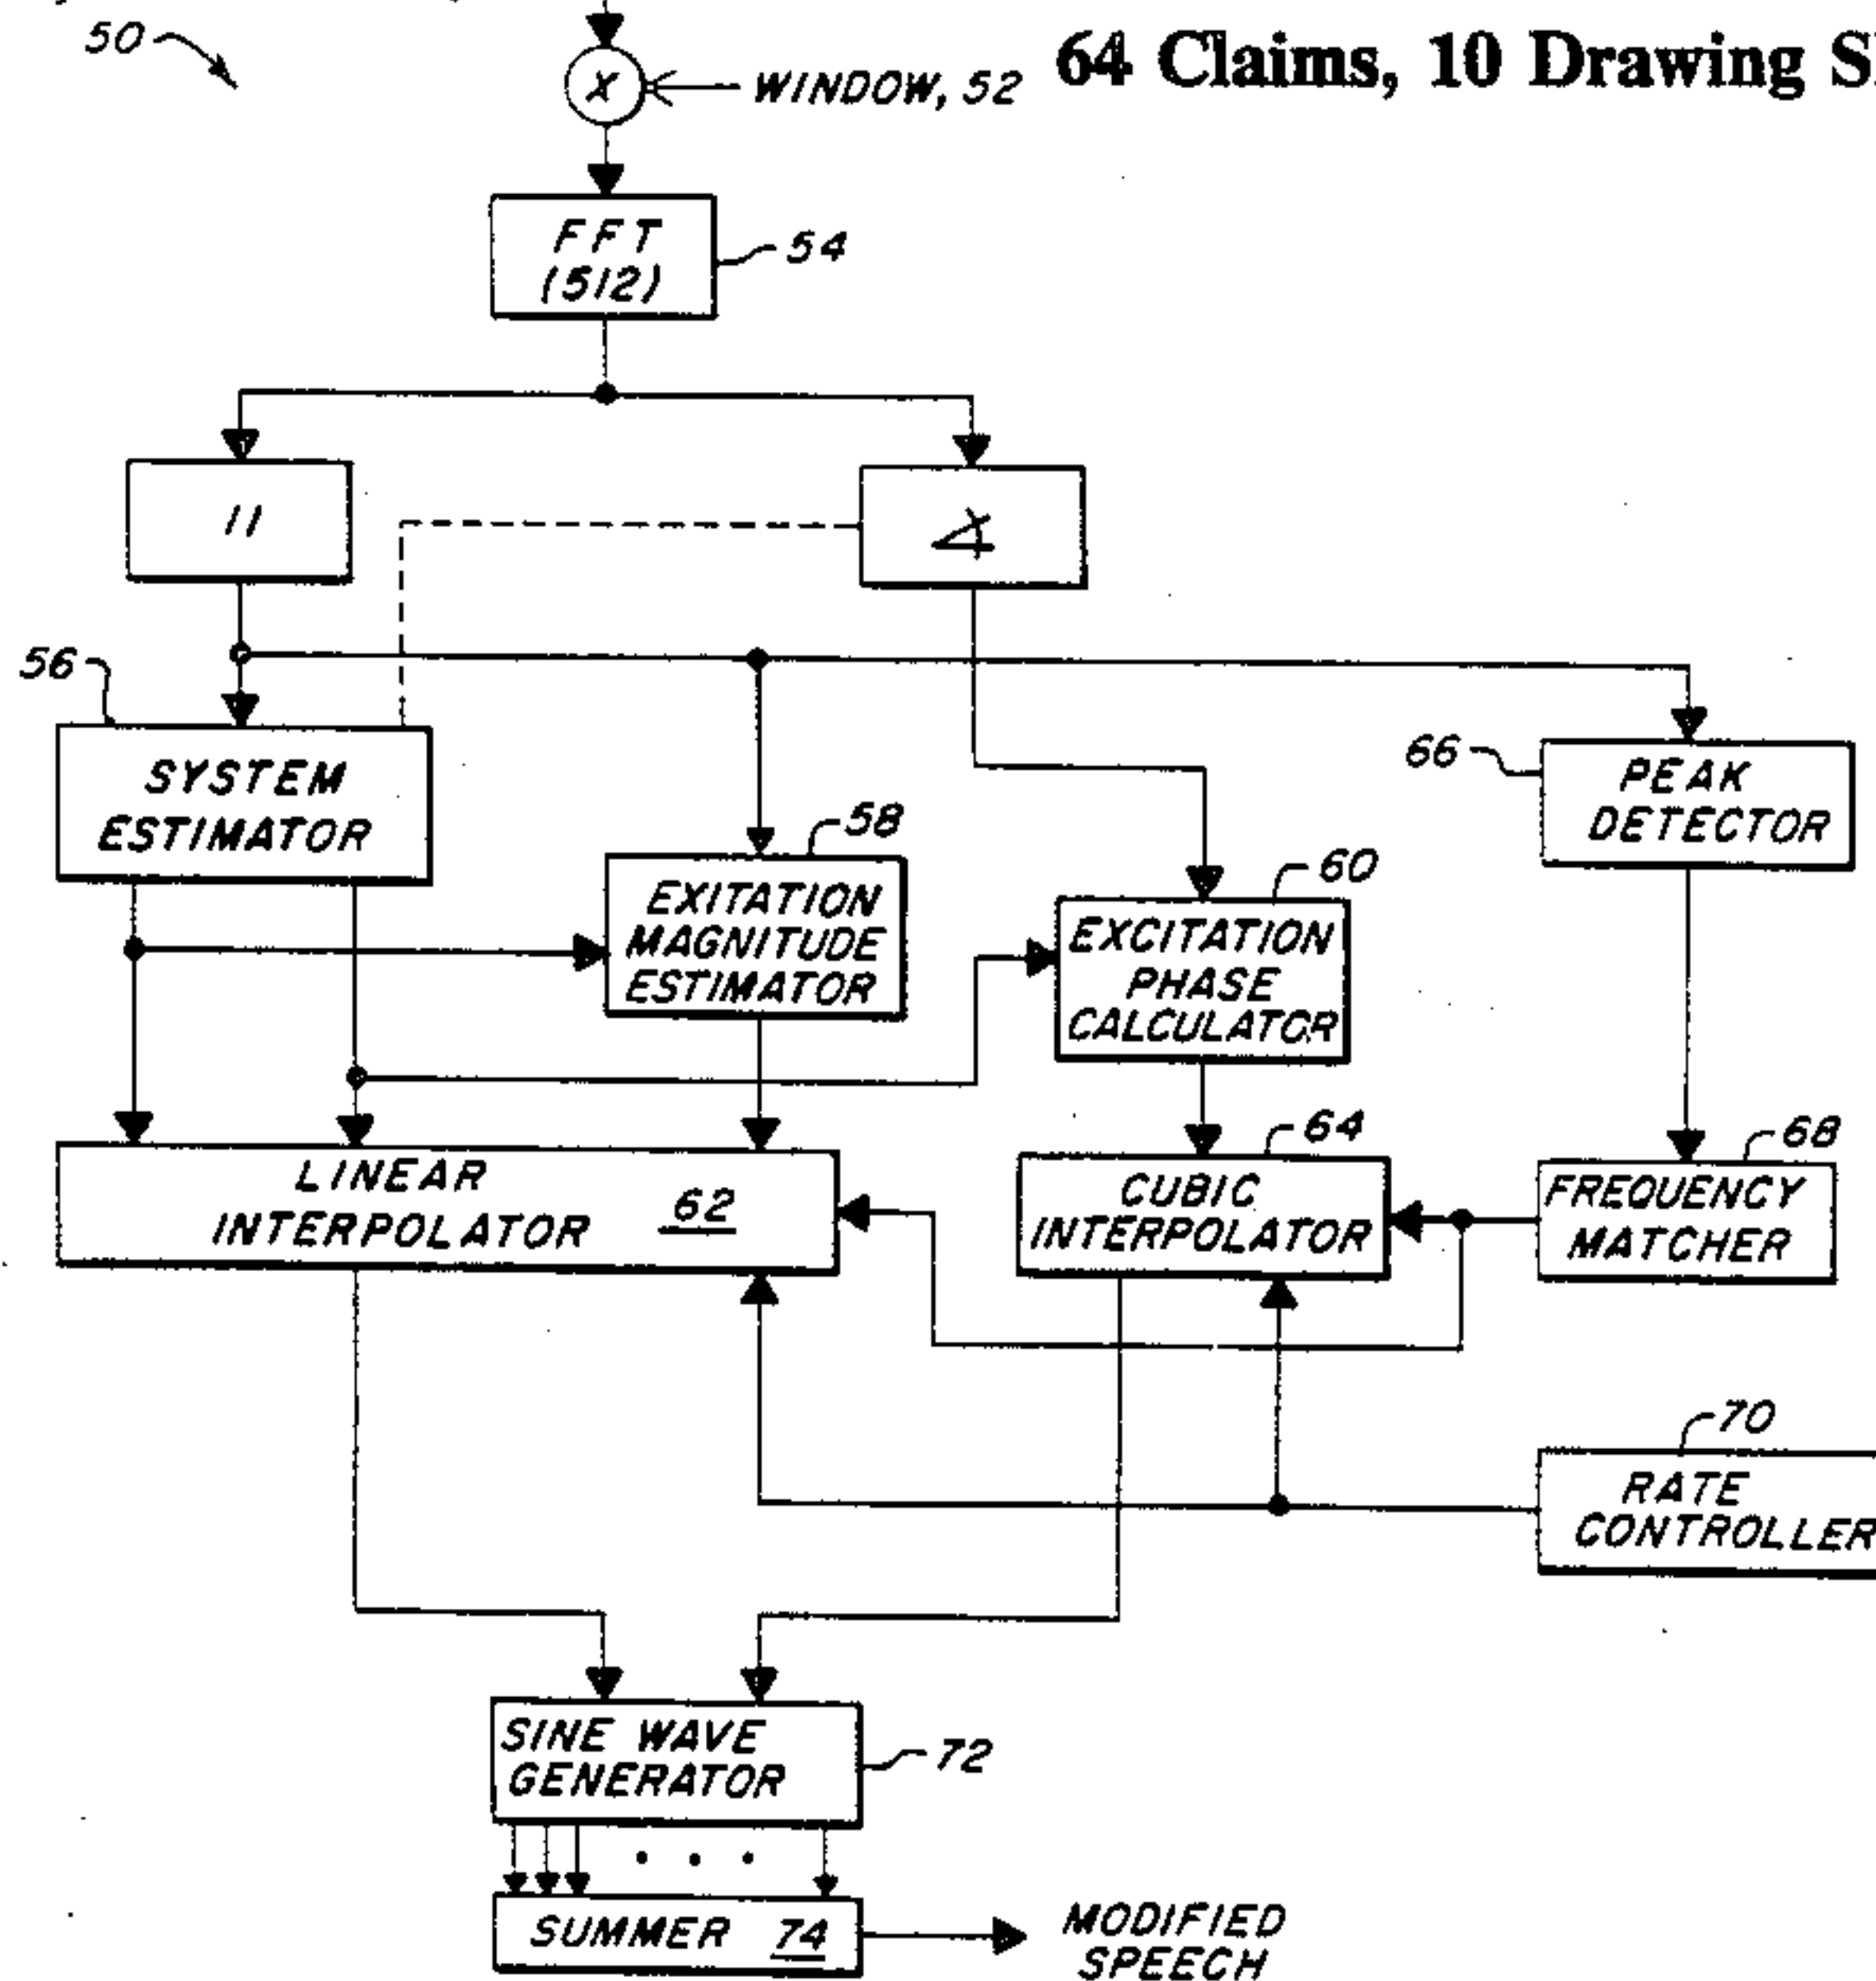 50
X
WINDOW, 52
64 Claims, 10 Drawing
FFT
(512)
54
||
∡
56
SYSTEM
ESTIMATOR
58
EXITATION
MAGNITUDE
ESTIMATOR
60
EXCITATION
PHASE
CALCULATOR
66
PEAK
DETECTOR
LINEAR
INTERPOLATOR 62
64
CUBIC
INTERPOLATOR
68
FREQUENCY
MATCHER
70
RATE
CONTROLLER
SINE WAVE
GENERATOR
72
SUMMER 74
MODIFIED
SPEECH